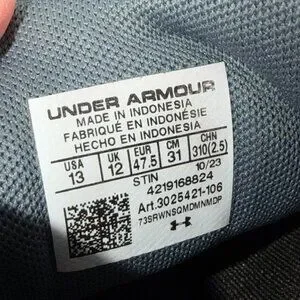 UNDER ARMOUR
MADE IN INDONESIA
FABRIQUÉ EN INDONÉSIE
HECHO EN INDONESIA
USA UK EUR CM CHN
13 12 47.5 31 310(2.5)
STIN 10/23
4219168824
Art.3025421-106
73SRWNSQMDMNMDP